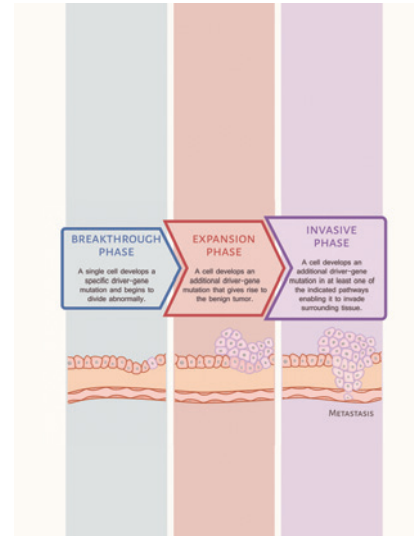 BREAKTHROUGH
PHASE
A single cell develops a
specific driver-gene
mutation and begins to
divide abnormally.
EXPANSION
PHASE
A cell develops an
additional driver-gene
mutation that gives rise to
the benign tumor.
INVASIVE
PHASE
A cell develops an
additional driver-gene
mutation in at least one of
the indicated pathways
enabling it to invade
surrounding tissue.
METASTASIS